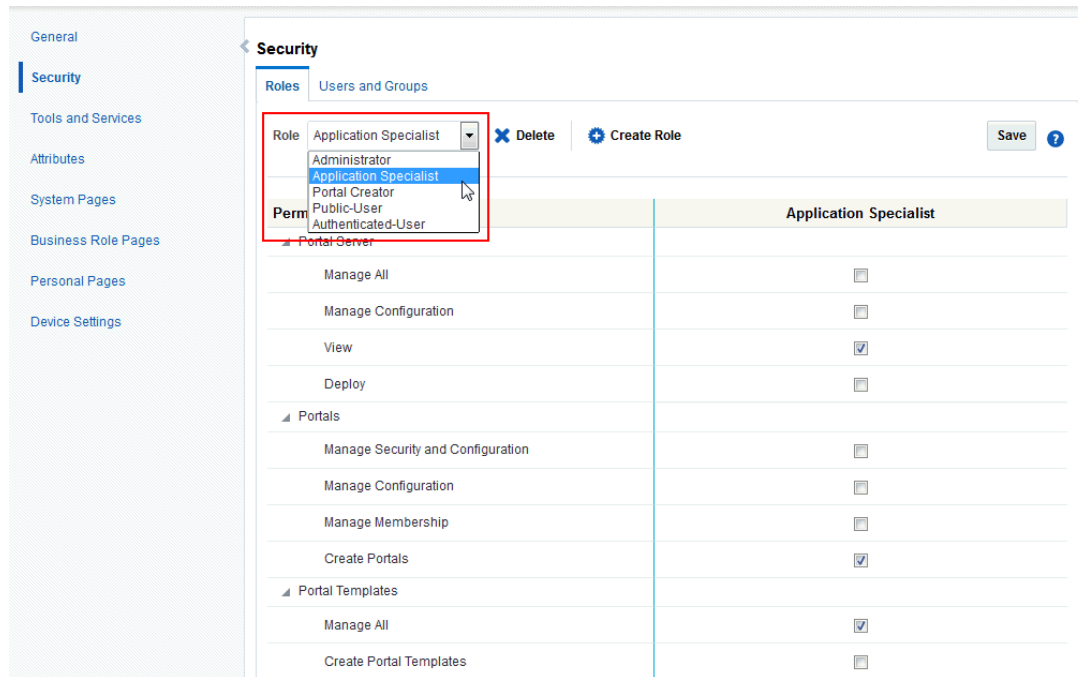 General
Security
Tools and Services
Attributes
System Pages
Business Role Pages
Personal Pages
Device Settings
Security
Roles Users and Groups
Role Application Specialist Delete Create Role Save
Administrator
Application Specialist
Portal Creator
Public-User
Authenticated-User
Perm Application Specialist
Portal Server
Manage All
Manage Configuration
View
Deploy
Portals
Manage Security and Configuration
Manage Configuration
Manage Membership
Create Portals
Portal Templates
Manage All
Create Portal Templates